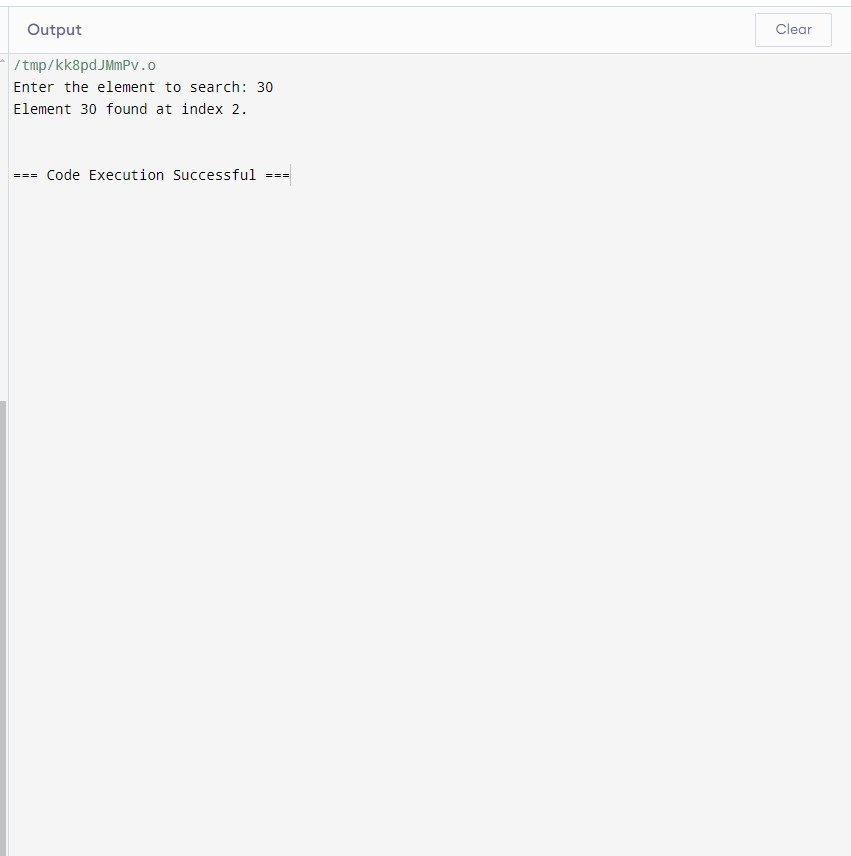 Output
Clear
/tmp/kk8pdJMmPv.o
Enter the element to search: 30
Element 30 found at index 2.
=== Code Execution Successful ===